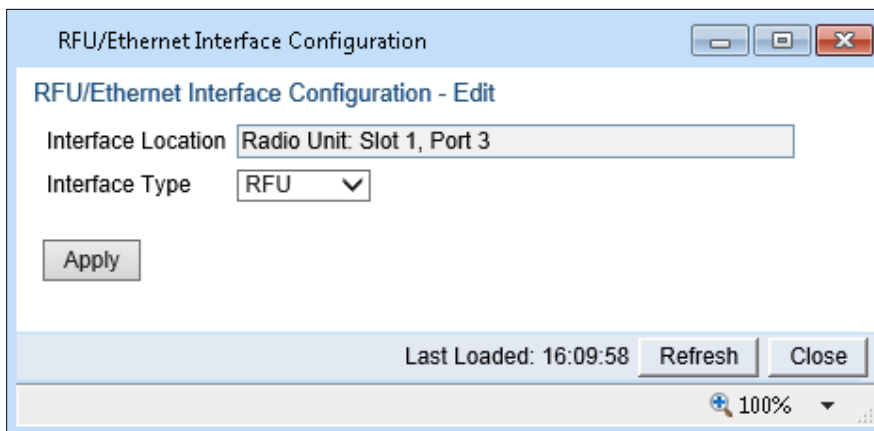 RFU/Ethernet Interface Configuration
RFU/Ethernet Interface Configuration - Edit
Interface Location Radio Unit: Slot 1, Port 3
Interface Type RFU
Apply
Last Loaded: 16:09:58 Refresh Close
100%